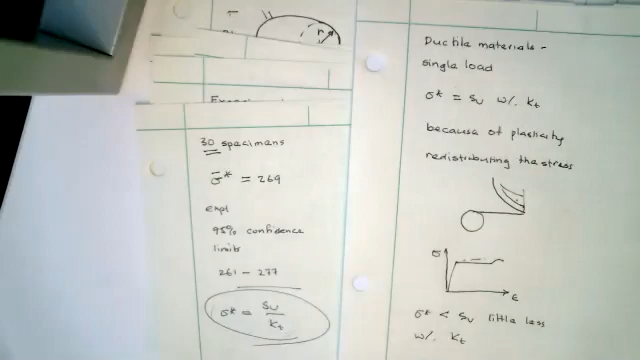 r
30 specimens
σ̄* = 269
expl
95% confidence
limits
261 - 277
σ* = Su / Kt
Ductile materials -
single load
σ* = Su w/. Kt
because of plasticity
redistributing the stress
σ
ε
σ* < Su little less
w/. Kt